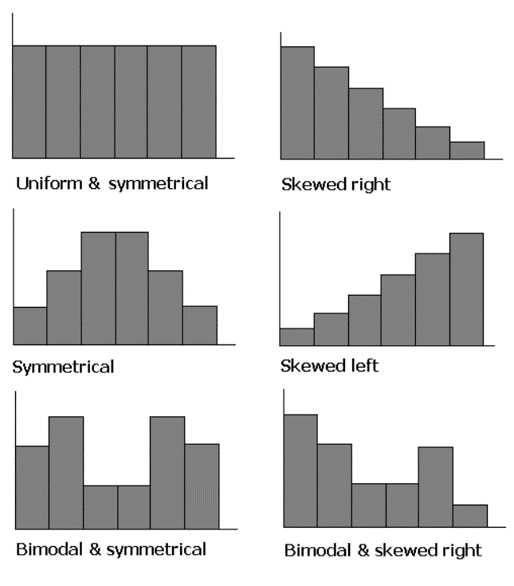 Uniform & symmetrical
Skewed right
Symmetrical
Skewed left
Bimodal & symmetrical
Bimodal & skewed right